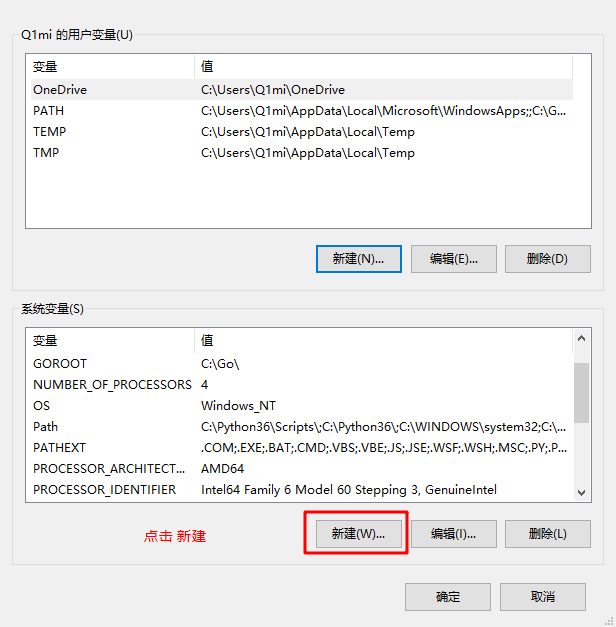 Q1mi 的用户变量(U)
变量 值
OneDrive C:\Users\Q1mi\OneDrive
PATH C:\Users\Q1mi\AppData\Local\Microsoft\WindowsApps;;C:\G...
TEMP C:\Users\Q1mi\AppData\Local\Temp
TMP C:\Users\Q1mi\AppData\Local\Temp
新建(N)... 编辑(E)... 删除(D)
系统变量(S)
变量 值
GOROOT C:\Go\
NUMBER_OF_PROCESSORS 4
OS Windows_NT
Path C:\Python36\Scripts\;C:\Python36\;C:\WINDOWS\system32;C:\...
PATHEXT .COM;.EXE;.BAT;.CMD;.VBS;.VBE;.JS;.JSE;.WSF;.WSH;.MSC;.PY;.P...
PROCESSOR_ARCHITECT... AMD64
PROCESSOR_IDENTIFIER Intel64 Family 6 Model 60 Stepping 3, GenuineIntel
点击 新建 新建(W)... 编辑(I)... 删除(L)
确定 取消